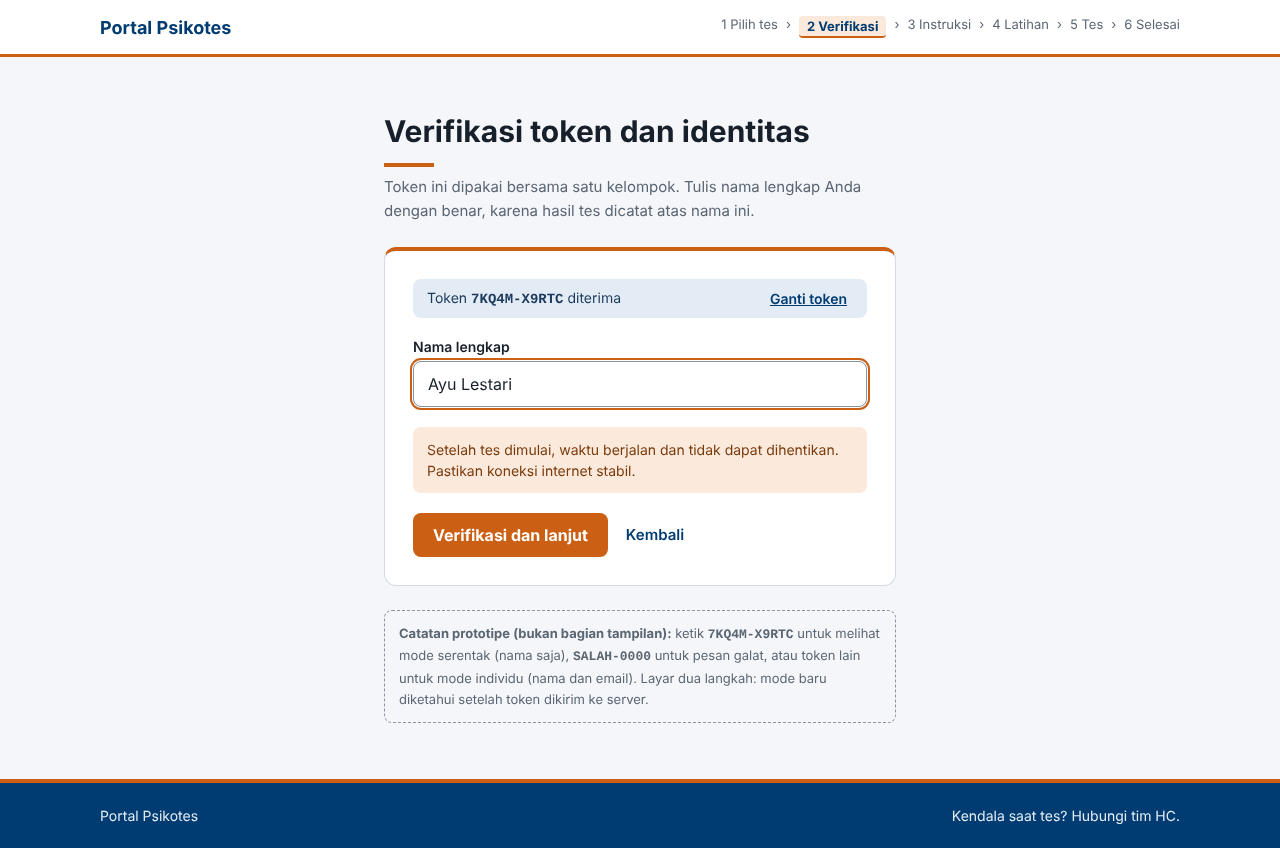 Portal Psikotes
1 Pilih tes › 2 Verifikasi › 3 Instruksi › 4 Latihan › 5 Tes › 6 Selesai
Verifikasi token dan identitas
Token ini dipakai bersama satu kelompok. Tulis nama lengkap Anda
dengan benar, karena hasil tes dicatat atas nama ini.
Token 7KQ4M-X9RTC diterima
Ganti token
Nama lengkap
Ayu Lestari
Setelah tes dimulai, waktu berjalan dan tidak dapat dihentikan.
Pastikan koneksi internet stabil.
Verifikasi dan lanjut
Kembali
Catatan prototipe (bukan bagian tampilan): ketik 7KQ4M-X9RTC untuk melihat
mode serentak (nama saja), SALAH-0000 untuk pesan galat, atau token lain
untuk mode individu (nama dan email). Layar dua langkah: mode baru
diketahui setelah token dikirim ke server.
Portal Psikotes
Kendala saat tes? Hubungi tim HC.